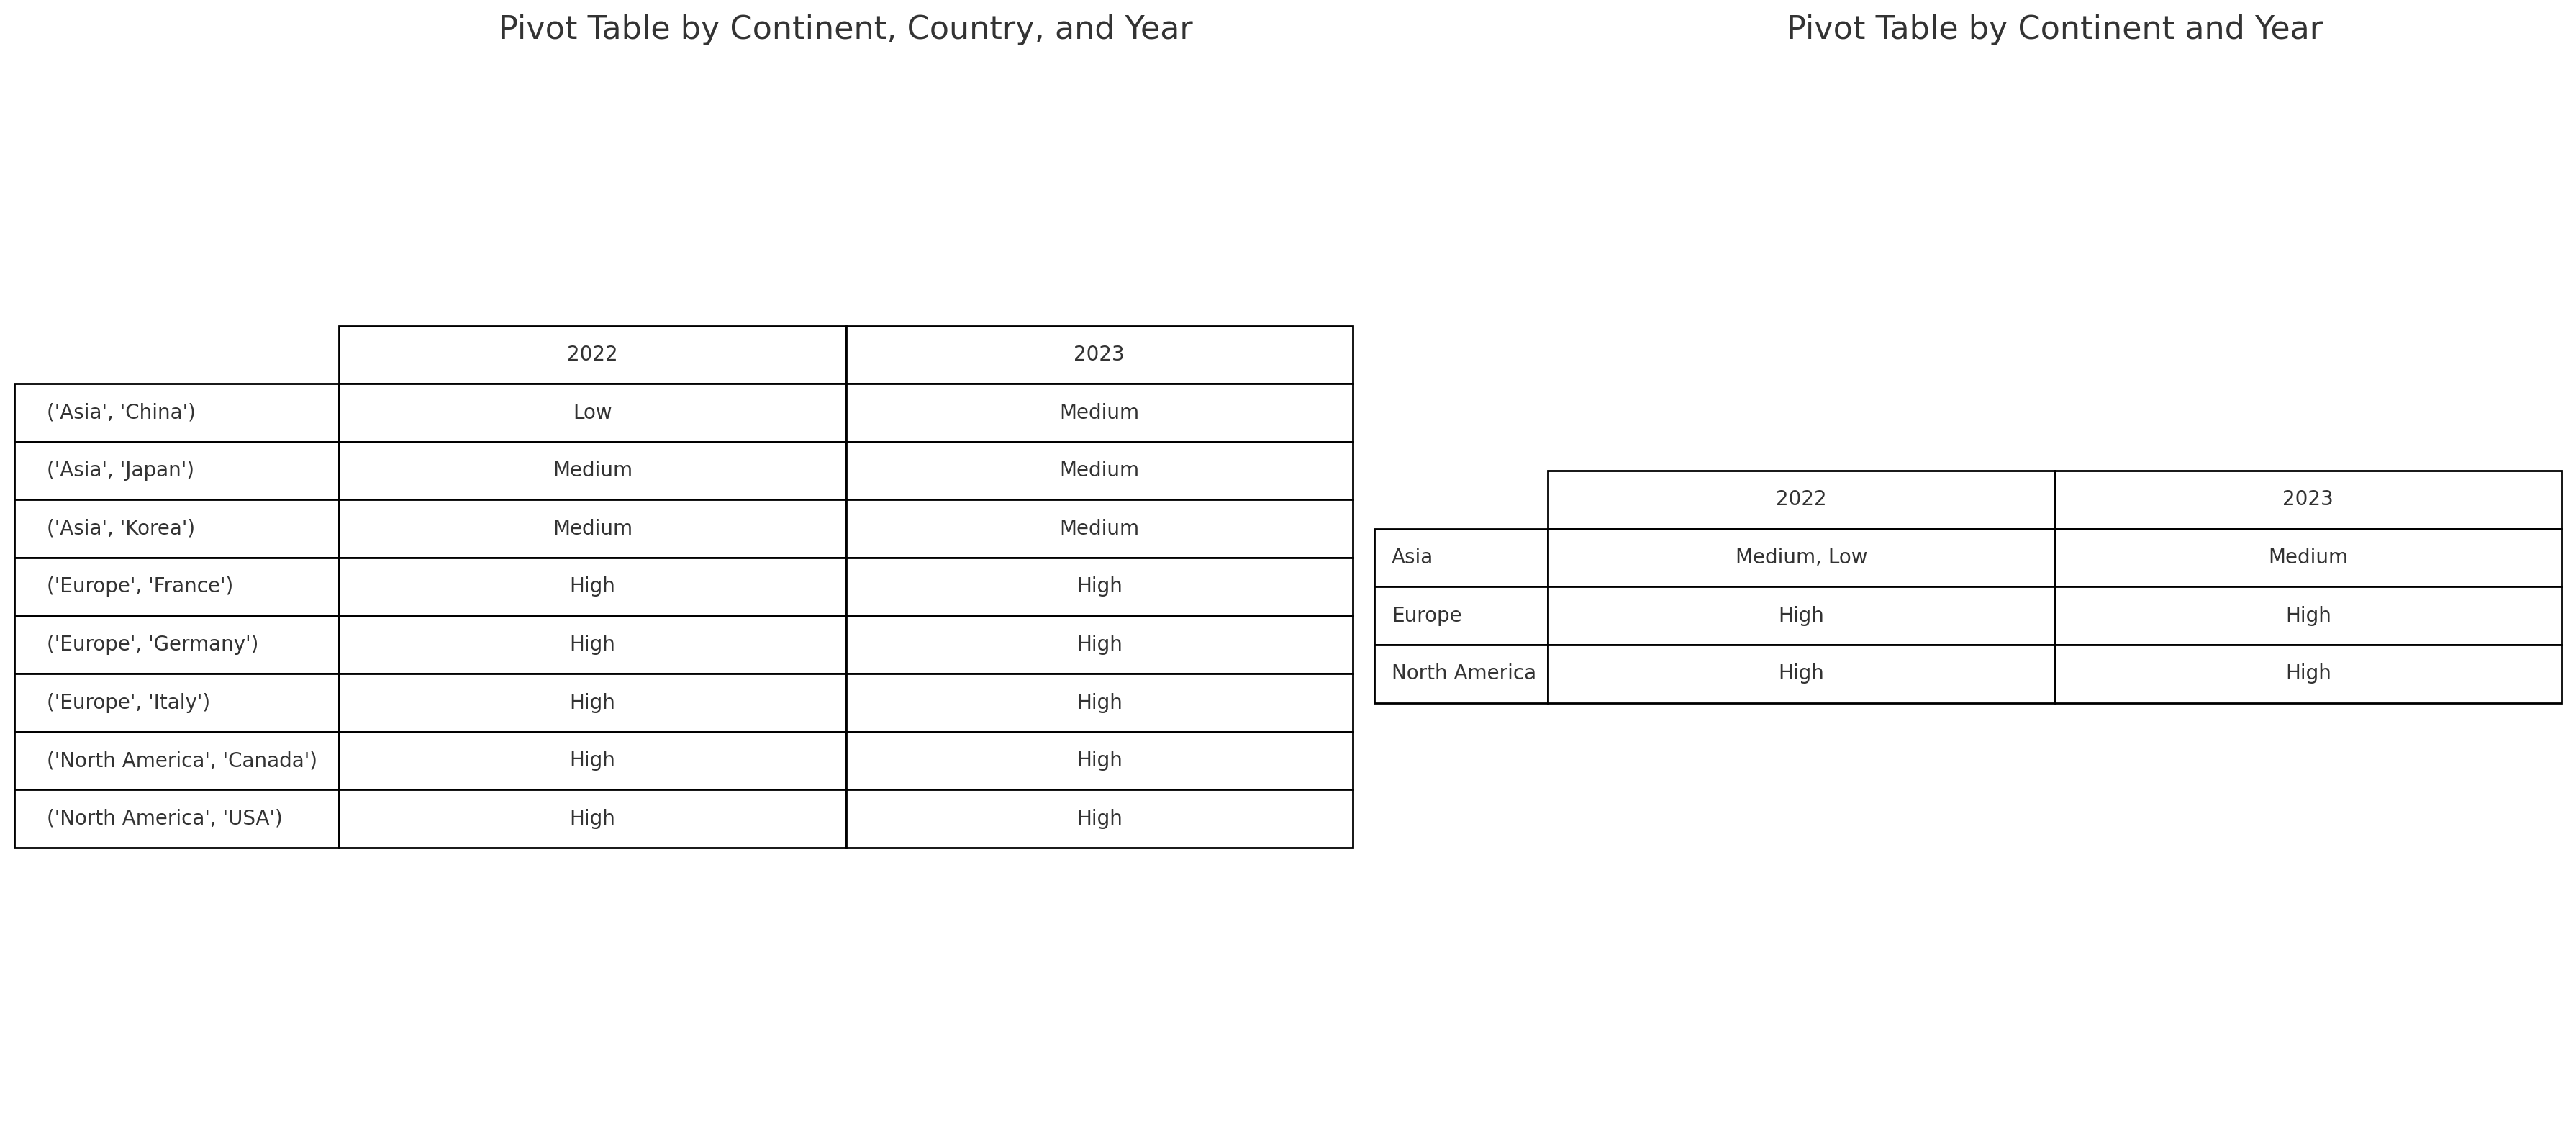 Pivot Table by Continent, Country, and Year
2022 2023
('Asia', 'China') Low Medium
('Asia', 'Japan') Medium Medium
('Asia', 'Korea') Medium Medium
('Europe', 'France') High High
('Europe', 'Germany') High High
('Europe', 'Italy') High High
('North America', 'Canada') High High
('North America', 'USA') High High
Pivot Table by Continent and Year
2022 2023
Asia Medium, Low Medium
Europe High High
North America High High